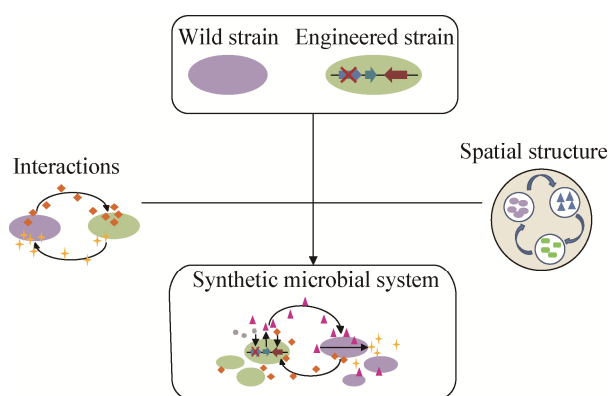 Wild strain
Engineered strain
Interactions
Spatial structure
Synthetic microbial system